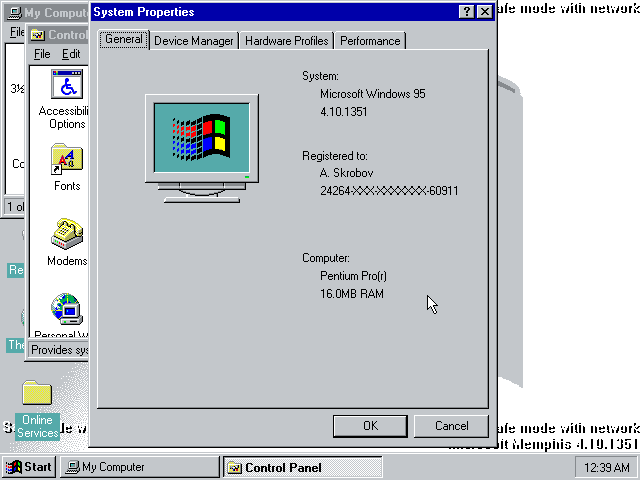 My Compu
System Properties
afe mode with network
Fil
Control
File Edit
General Device Manager Hardware Profiles Performance
System:
Microsoft Windows 95
4.10.1351
3½
Accessibili
Options
Registered to:
A. Skrobov
24264-XXX-XXXXXXX-60911
Co
Fonts
1 ob
Modems
Computer:
Pentium Pro(r)
16.0MB RAM
Re
The
Personal W
Provides sys
Online
Services
OK Cancel
afe mode with network
Memphis 4.10.1351
Start My Computer Control Panel 12:39 AM